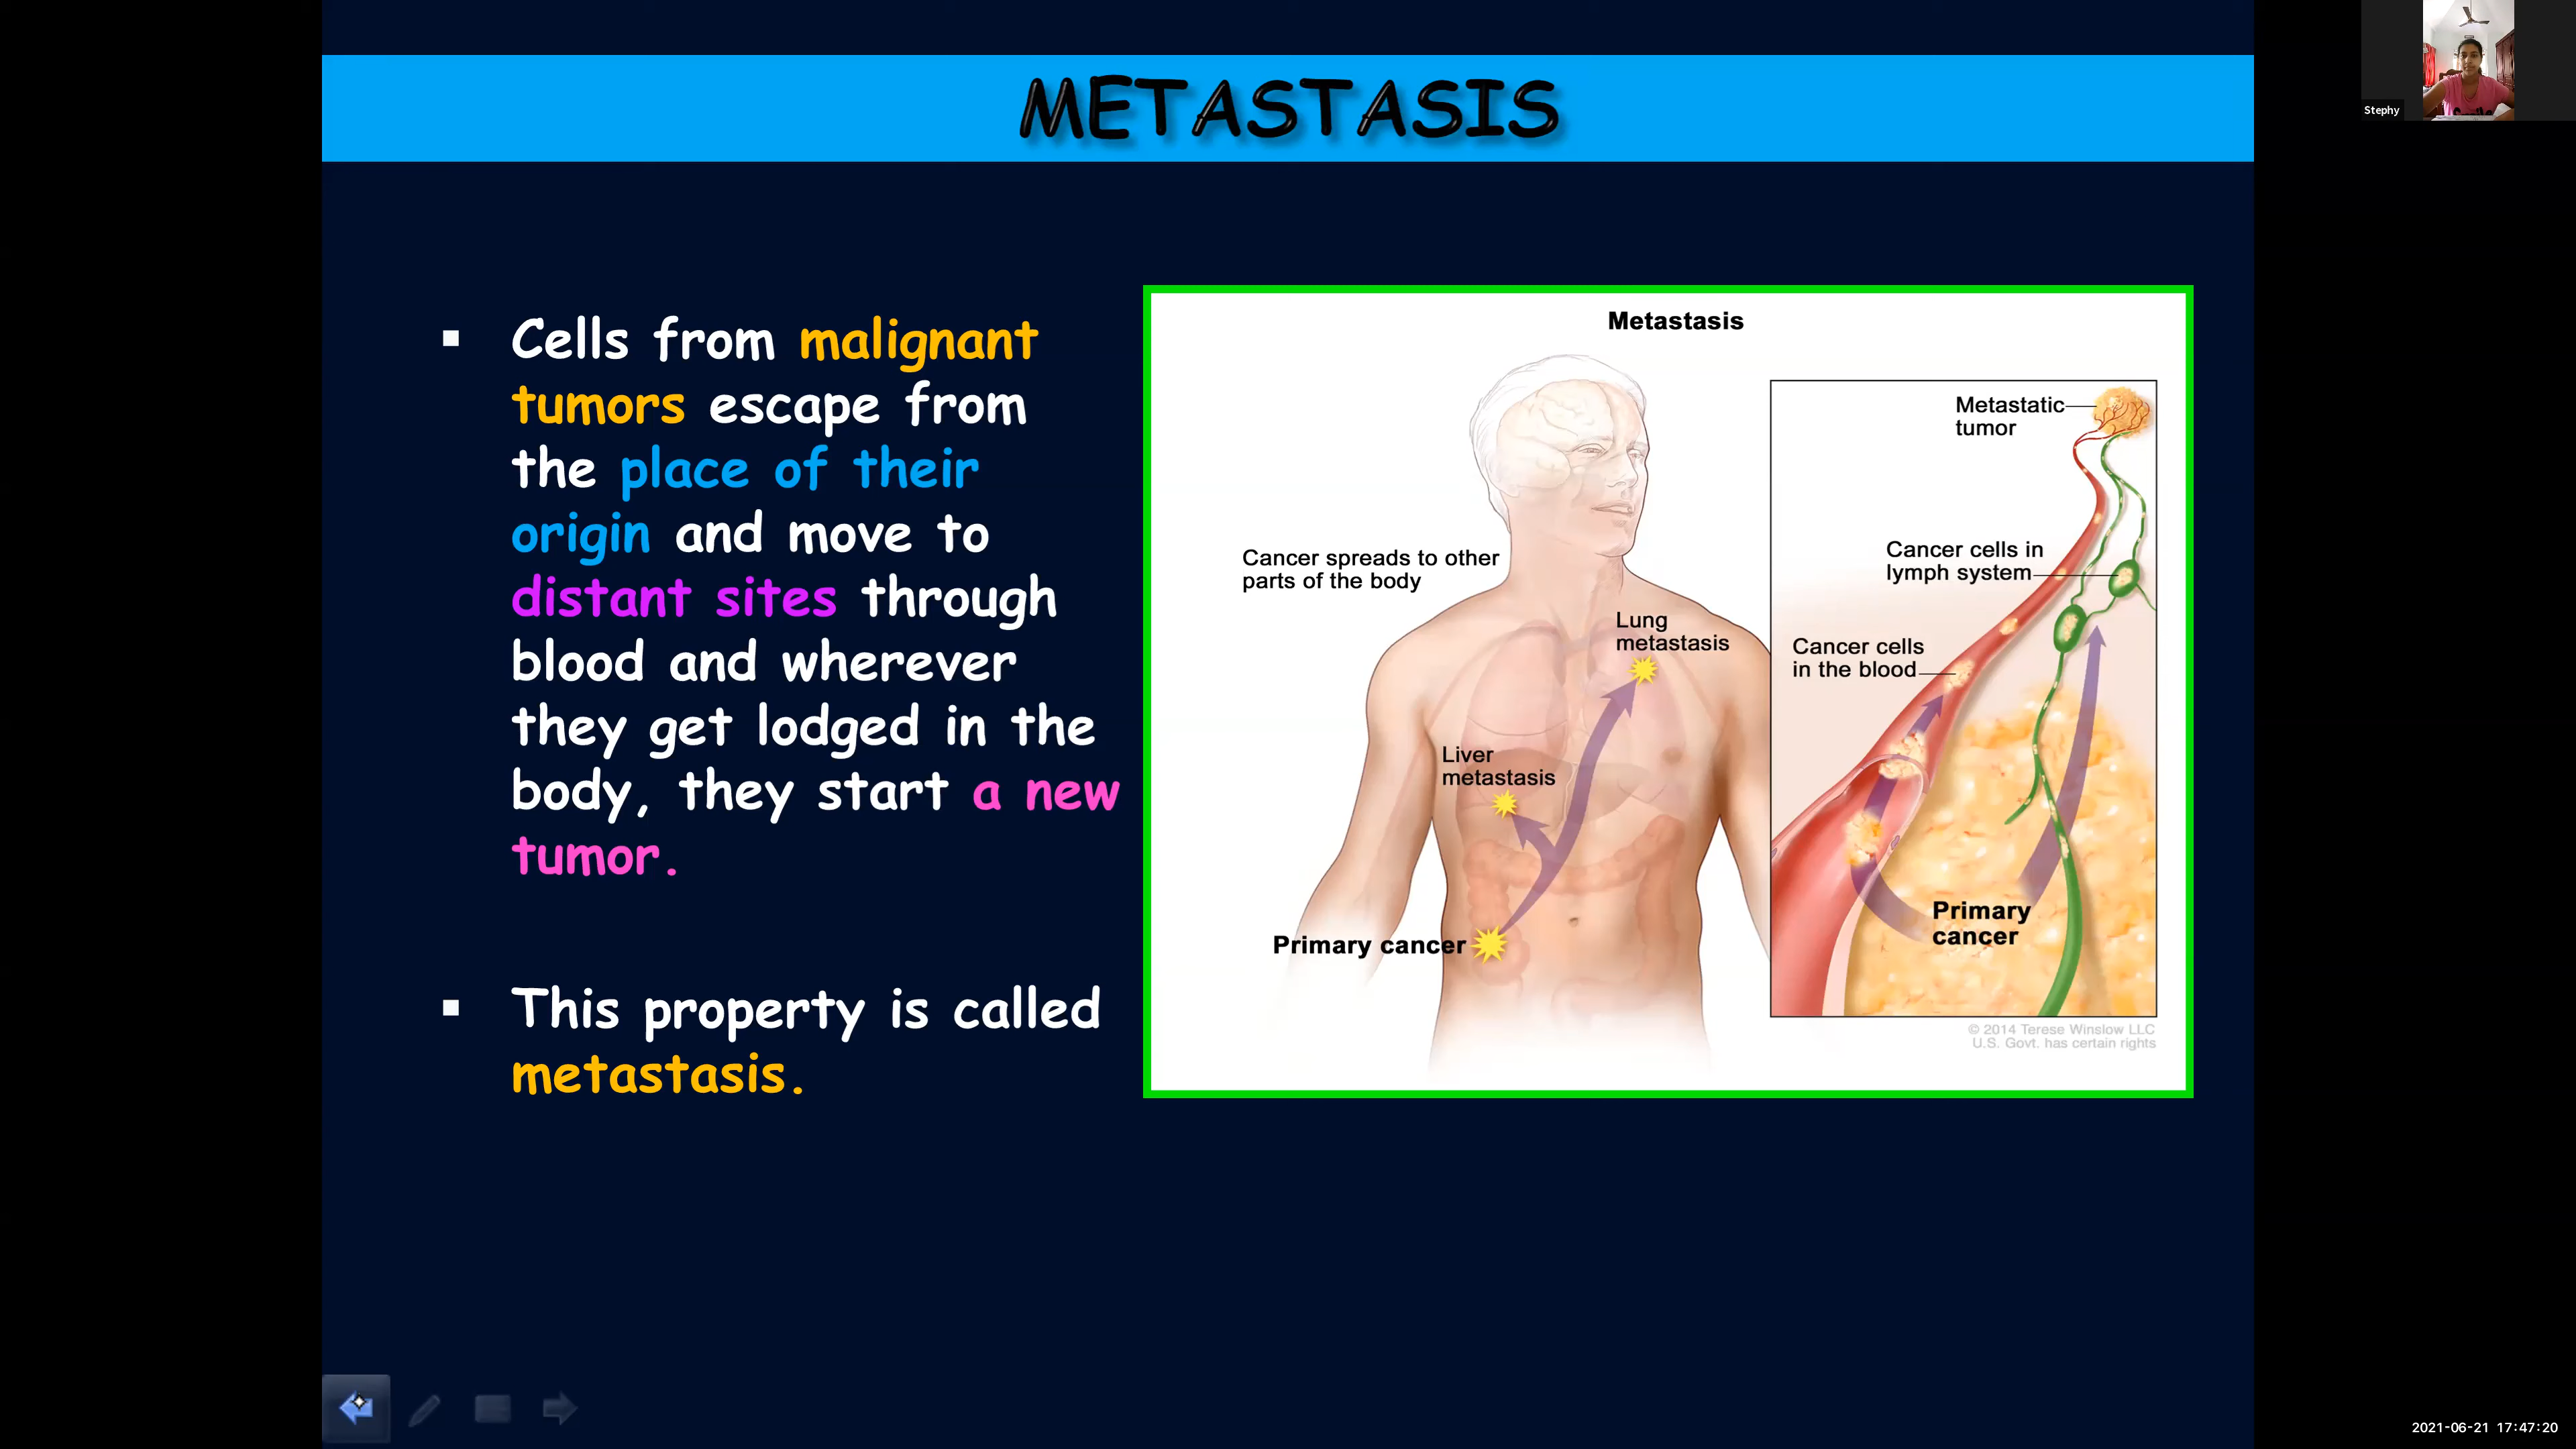 METASTASIS
Stephy
▪ Cells from malignant
tumors escape from
the place of their
origin and move to
distant sites through
blood and wherever
they get lodged in the
body, they start a new
tumor.
▪ This property is called
metastasis.
Metastasis
Cancer spreads to other
parts of the body
Lung
metastasis
Liver
metastasis
Primary cancer
Metastatic
tumor
Cancer cells in
lymph system
Cancer cells
in the blood
Primary
cancer
© 2014 Terese Winslow LLC
U.S. Govt. has certain rights
2021-06-21 17:47:20